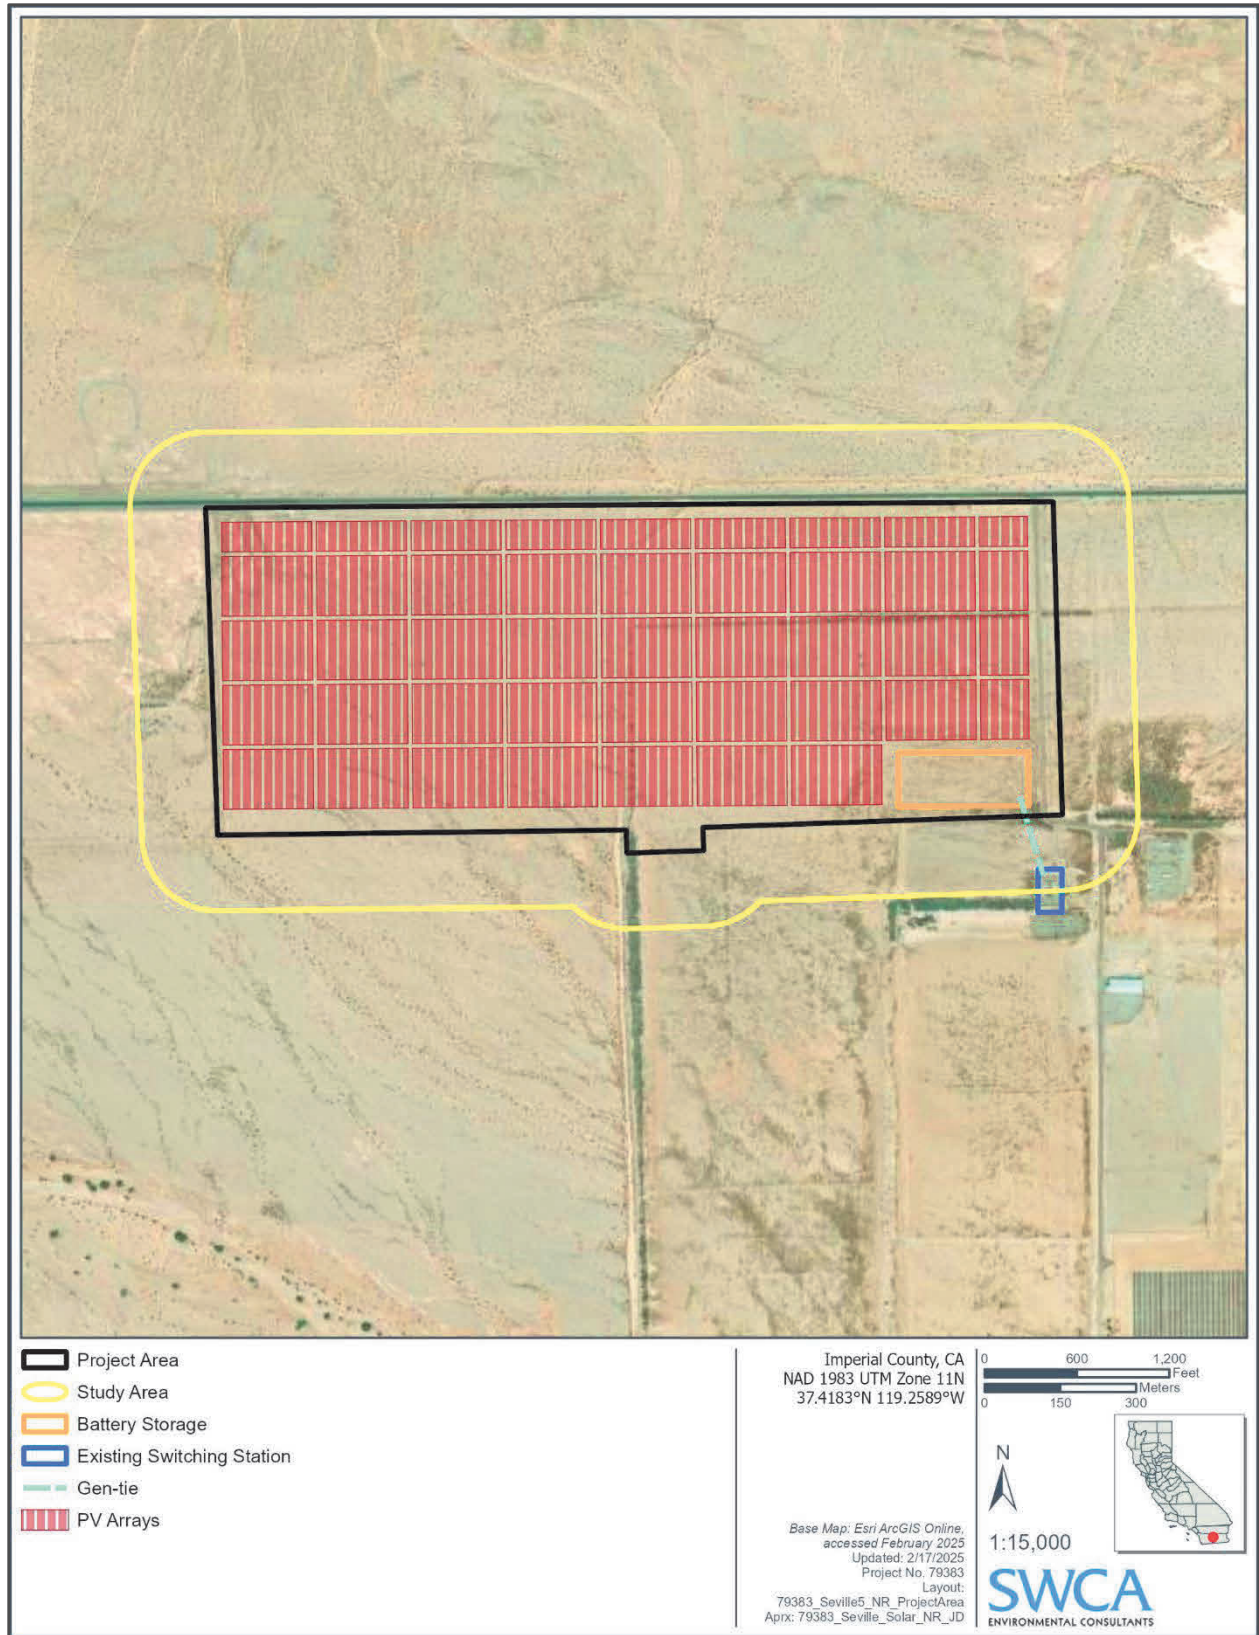 Project Area
Study Area
Battery Storage
Existing Switching Station
Gen-tie
PV Arrays
Imperial County, CA
NAD 1983 UTM Zone 11N
37.4183°N 119.2589°W
Base Map: Esri ArcGIS Online,
accessed February 2025
Updated: 2/17/2025
Project No. 79383
Layout:
79383_Seville5_NR_ProjectArea
Aprx: 79383_Seville_Solar_NR_JD
0 600 1,200
Feet
Meters
0 150 300
N
1:15,000
SWCA
ENVIRONMENTAL CONSULTANTS